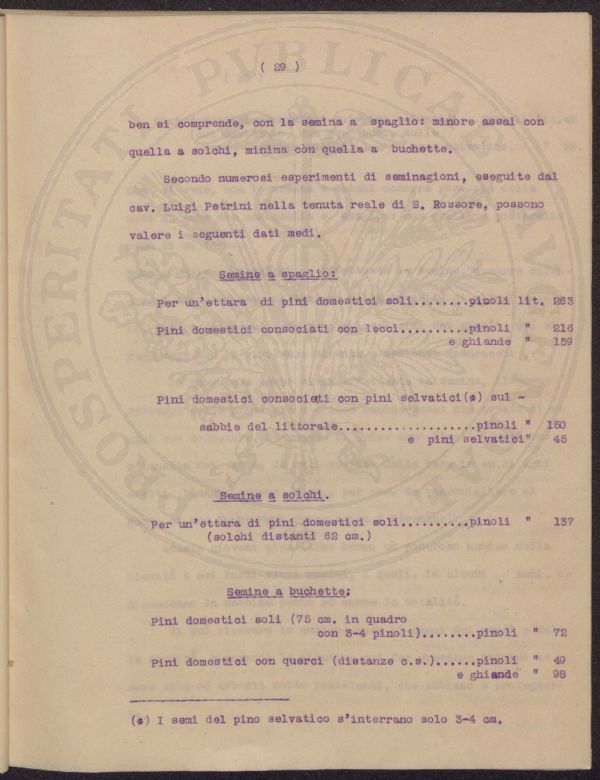 ( 29 )
ben si comprende, con la semina a spaglio: minore assai con
quella a solchi, minima con quella a buchette.
Secondo numerosi esperimenti di seminagioni, eseguite dal
cav. Luigi Petrini nella tenuta reale di S. Rossore, possono
valere i seguenti dati medi.
Semine a spaglio:
Per un'ettara di pini domestici soli........pinoli lit. 263
Pini domestici consociati con lecci..........pinoli " 216
e ghiande " 159
Pini domestici consociati con pini selvatici(*) sul -
sabbie del littorale....................pinoli " 150
e pini selvatici" 45
Semine a solchi.
Per un'ettara di pini domestici soli..........pinoli " 137
(solchi distanti 62 cm.)
Semine a buchette:
Pini domestici soli (75 cm. in quadro
con 3-4 pinoli)........pinoli " 72
Pini domestici con querci (distanze c.s.)......pinoli " 49
e ghiande " 98
(*) I semi del pino selvatico s'interrano solo 3-4 cm.
PROSPERITATI PVBLICAE AVGENDAE